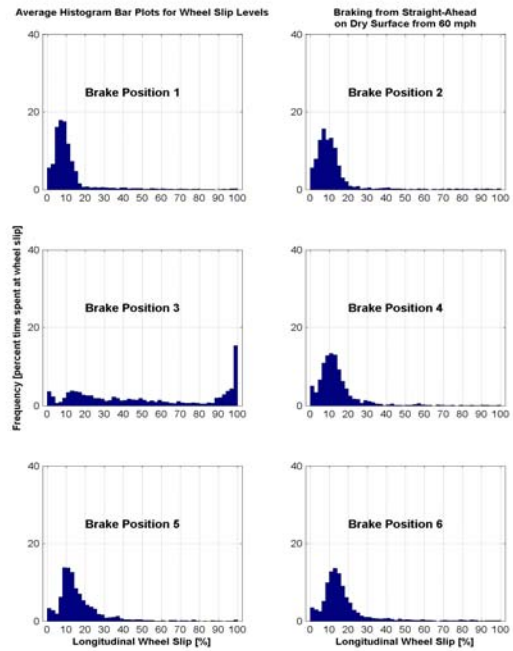 Average Histogram Bar Plots for Wheel Slip Levels
Braking from Straight-Ahead
on Dry Surface from 60 mph
Frequency [percent time spent at wheel slip]
40
20
0
Brake Position 1
0 10 20 30 40 50 60 70 80 90 100
40
20
0
Brake Position 2
0 10 20 30 40 50 60 70 80 90 100
40
20
0
Brake Position 3
0 10 20 30 40 50 60 70 80 90 100
40
20
0
Brake Position 4
0 10 20 30 40 50 60 70 80 90 100
40
20
0
Brake Position 5
0 10 20 30 40 50 60 70 80 90 100
Longitudinal Wheel Slip [%]
40
20
0
Brake Position 6
0 10 20 30 40 50 60 70 80 90 100
Longitudinal Wheel Slip [%]